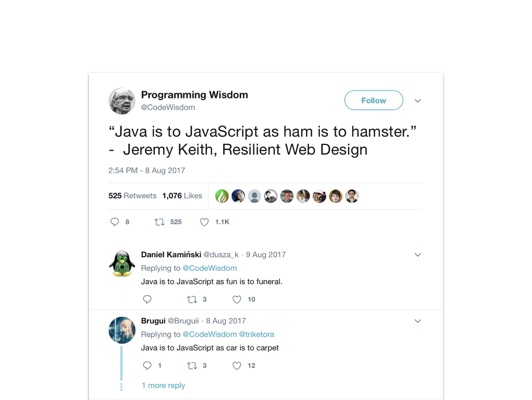 Programming Wisdom
@CodeWisdom
Follow
“Java is to JavaScript as ham is to hamster.”
- Jeremy Keith, Resilient Web Design
2:54 PM - 8 Aug 2017
525 Retweets 1,076 Likes
8 525 1.1K
Daniel Kamiński @dusza_k · 9 Aug 2017
Replying to @CodeWisdom
Java is to JavaScript as fun is to funeral.
3 10
Brugui @Bruguii · 8 Aug 2017
Replying to @CodeWisdom @triketora
Java is to JavaScript as car is to carpet
1 3 12
1 more reply